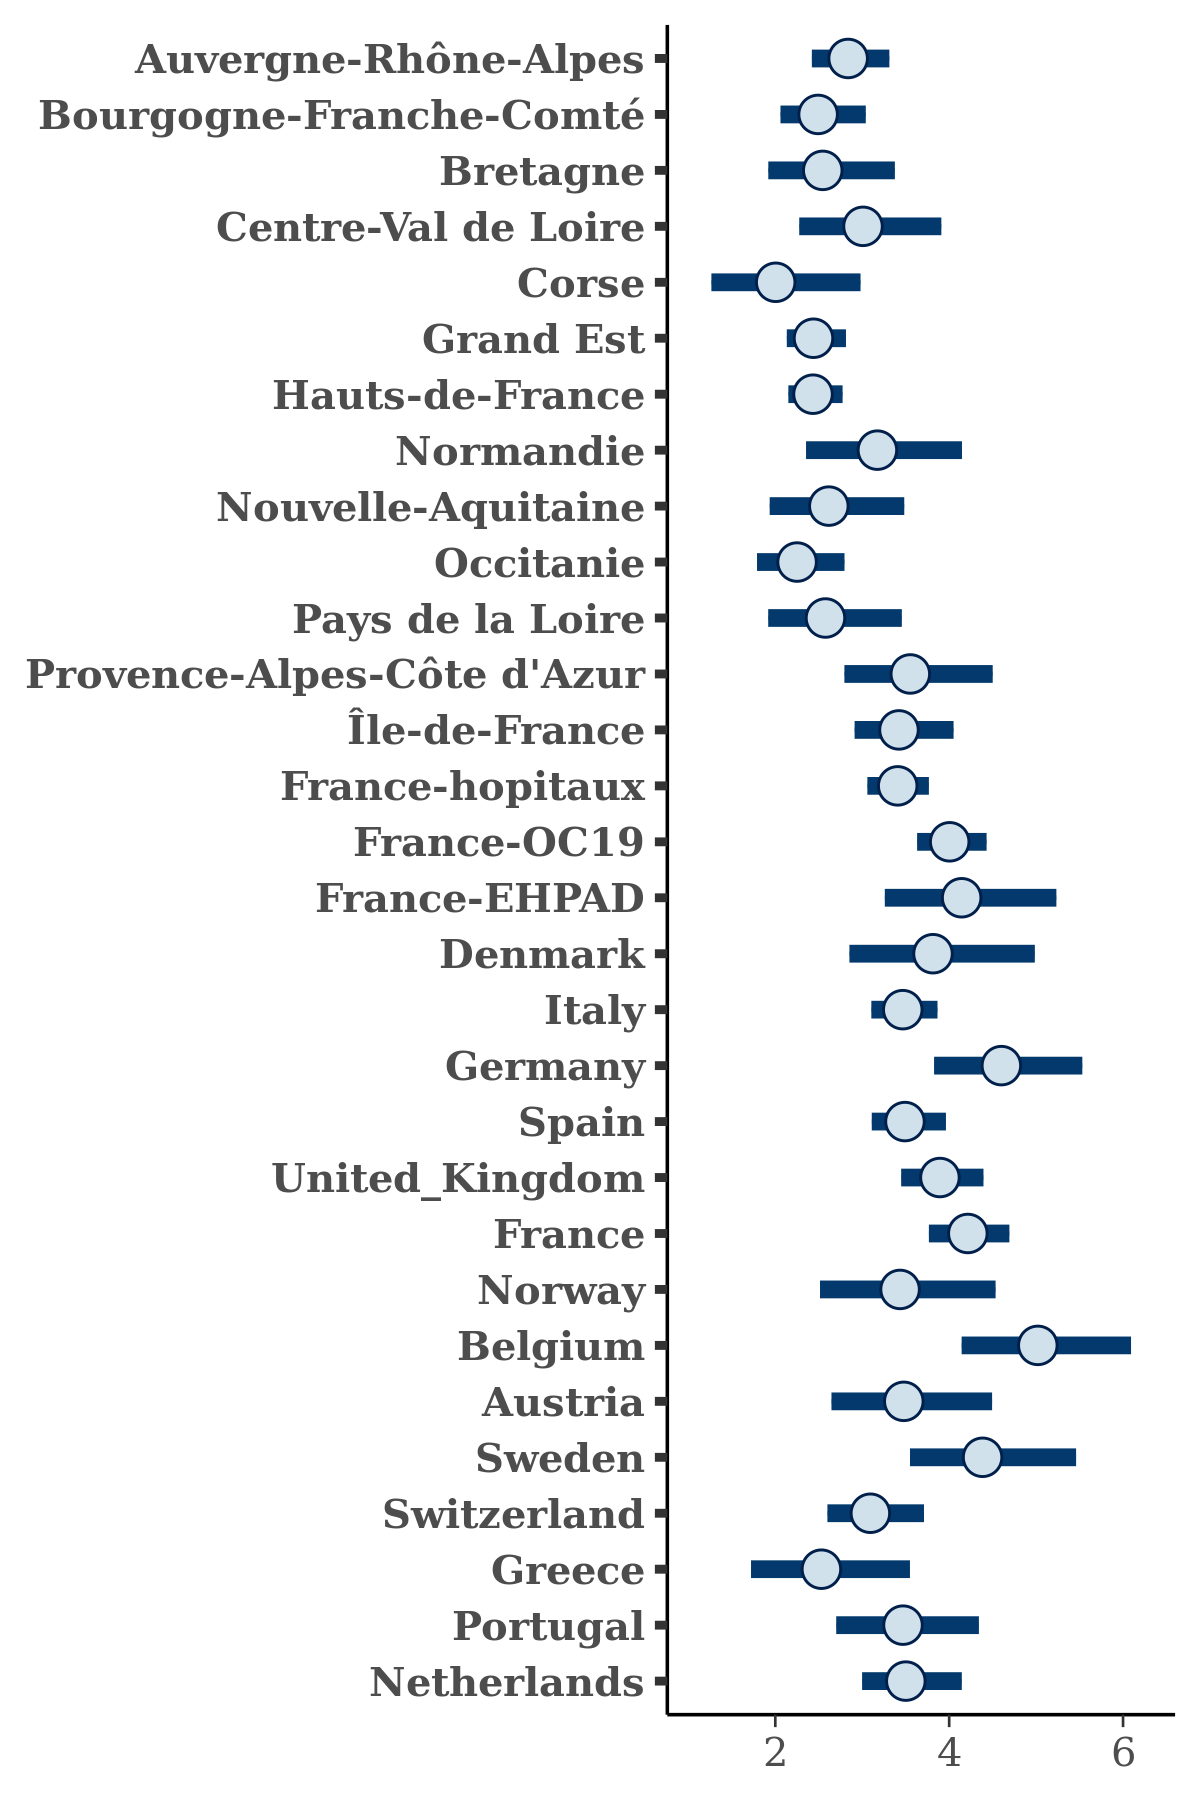 Auvergne-Rhône-Alpes
Bourgogne-Franche-Comté
Bretagne
Centre-Val de Loire
Corse
Grand Est
Hauts-de-France
Normandie
Nouvelle-Aquitaine
Occitanie
Pays de la Loire
Provence-Alpes-Côte d'Azur
Île-de-France
France-hopitaux
France-OC19
France-EHPAD
Denmark
Italy
Germany
Spain
United_Kingdom
France
Norway
Belgium
Austria
Sweden
Switzerland
Greece
Portugal
Netherlands
2 4 6